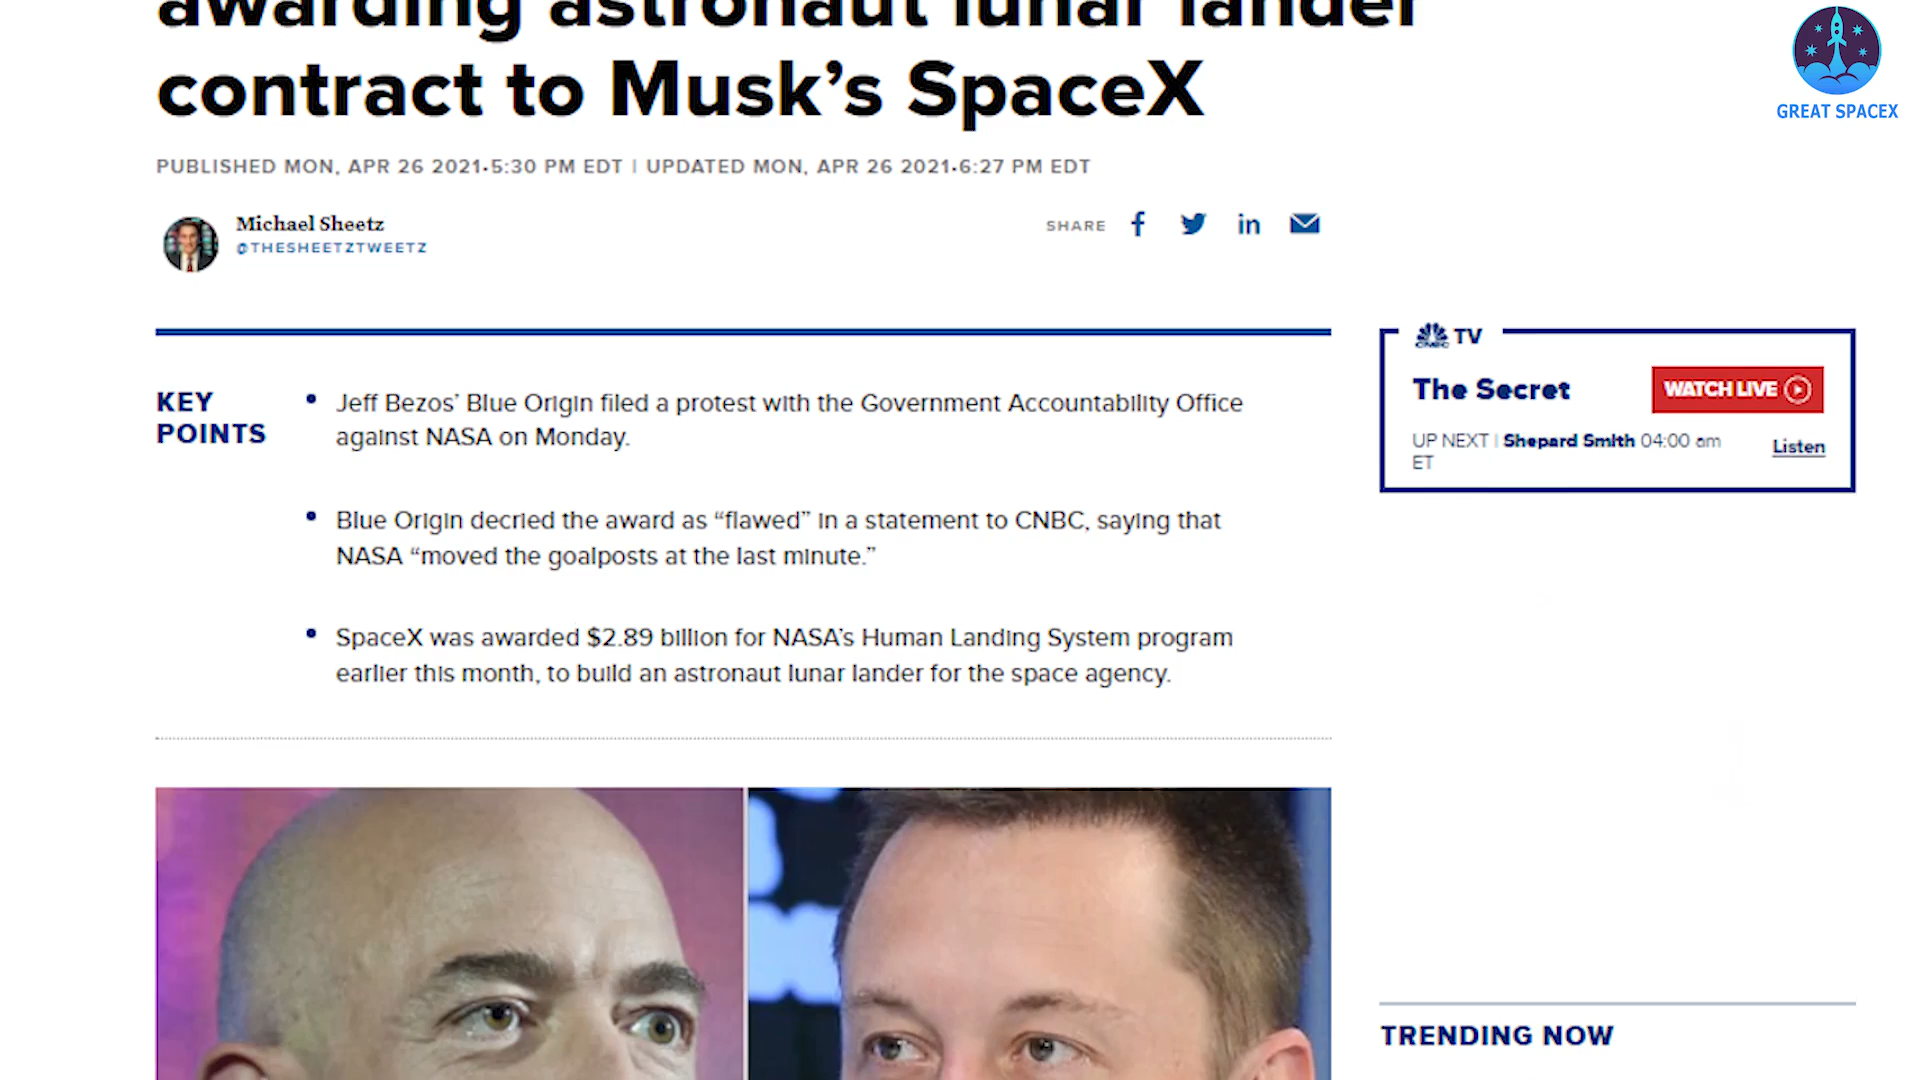 awarding astronaut lunar lander
contract to Musk’s SpaceX
GREAT SPACEX
PUBLISHED MON, APR 26 2021•5:30 PM EDT | UPDATED MON, APR 26 2021•6:27 PM EDT
Michael Sheetz
@THESHEETZTWEETZ
SHARE
KEY
POINTS
• Jeff Bezos’ Blue Origin filed a protest with the Government Accountability Office
against NASA on Monday.
• Blue Origin decried the award as “flawed” in a statement to CNBC, saying that
NASA “moved the goalposts at the last minute.”
• SpaceX was awarded $2.89 billion for NASA’s Human Landing System program
earlier this month, to build an astronaut lunar lander for the space agency.
CNBC TV
The Secret
WATCH LIVE
UP NEXT | Shepard Smith 04:00 am
ET
Listen
TRENDING NOW